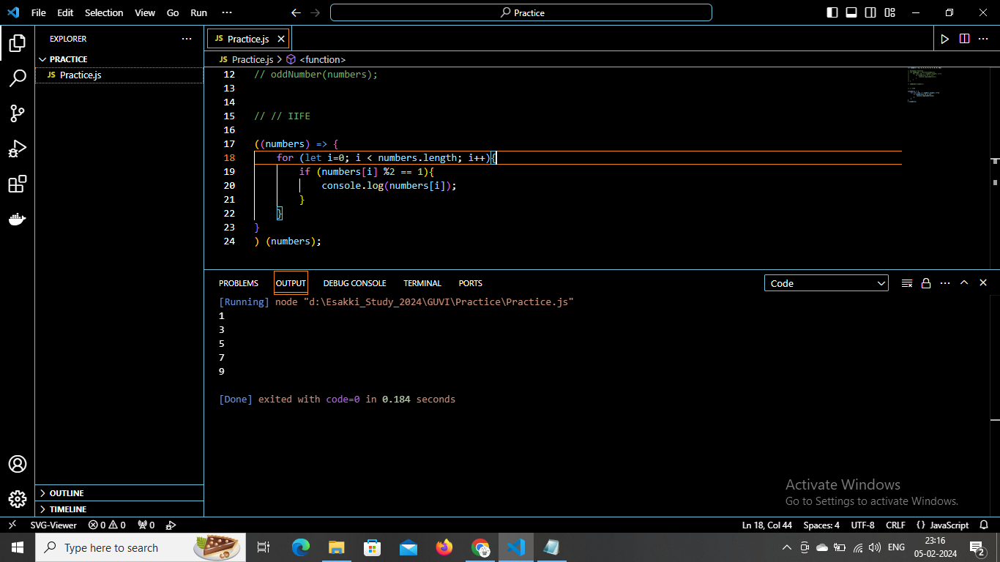 File Edit Selection View Go Run ··· Practice
EXPLORER ···
PRACTICE
JS Practice.js
OUTLINE
TIMELINE
JS Practice.js
JS Practice.js > <function>
12 // oddNumber(numbers);
13
14
15 // // IIFE
16
17 ((numbers) => {
18 for (let i=0; i < numbers.length; i++){
19 if (numbers[i] %2 == 1){
20 console.log(numbers[i]);
21 }
22 }
23 }
24 ) (numbers);
PROBLEMS OUTPUT DEBUG CONSOLE TERMINAL PORTS Code
[Running] node "d:\Esakki_Study_2024\GUVI\Practice\Practice.js"
1
3
5
7
9
[Done] exited with code=0 in 0.184 seconds
Activate Windows
Go to Settings to activate Windows.
SVG-Viewer 0 0 0 Ln 18, Col 44 Spaces: 4 UTF-8 CRLF {} JavaScript
Type here to search ENG 23:16
05-02-2024 2